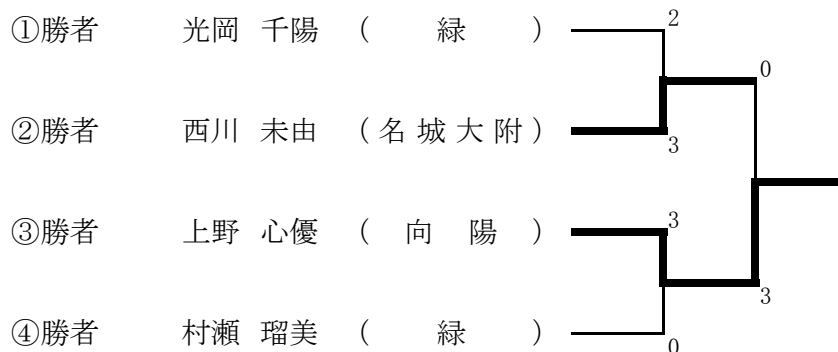 ①勝者 光岡 千陽 ( 緑 ) 2
0
②勝者 西川 未由 (名城大附) 3
③勝者 上野 心優 ( 向 陽 ) 3
3
④勝者 村瀬 瑠美 ( 緑 ) 0